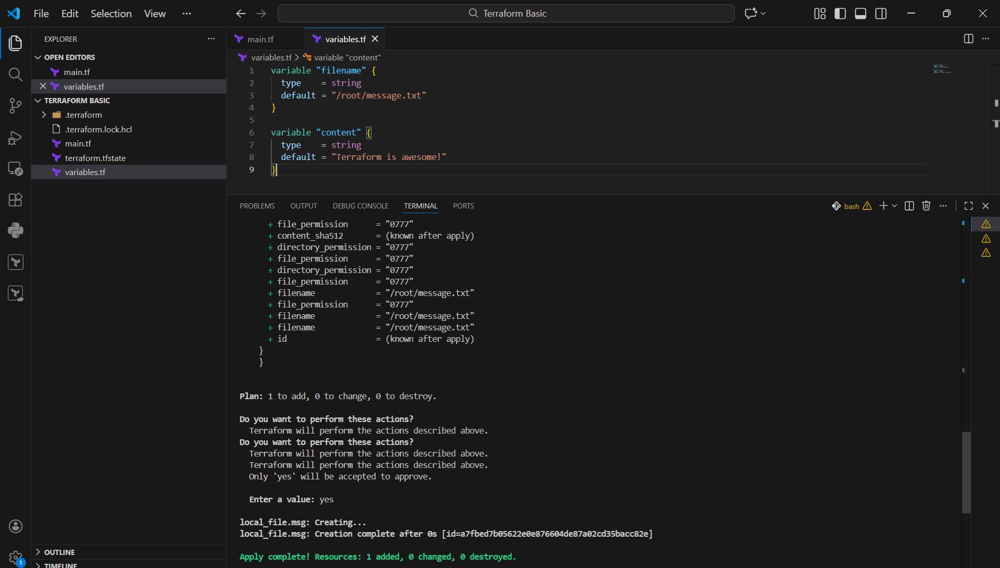 File Edit Selection View ···
Terraform Basic
EXPLORER
OPEN EDITORS
main.tf
variables.tf
TERRAFORM BASIC
.terraform
.terraform.lock.hcl
main.tf
terraform.tfstate
variables.tf
OUTLINE
TIMELINE
1
main.tf
variables.tf
variables.tf > variable "content"
1 variable "filename" {
2 type = string
3 default = "/root/message.txt"
4 }
5
6 variable "content" {
7 type = string
8 default = "Terraform is awesome!"
9 }
PROBLEMS OUTPUT DEBUG CONSOLE TERMINAL PORTS
bash
+ file_permission = "0777"
+ content_sha512 = (known after apply)
+ directory_permission = "0777"
+ file_permission = "0777"
+ directory_permission = "0777"
+ file_permission = "0777"
+ filename = "/root/message.txt"
+ file_permission = "0777"
+ filename = "/root/message.txt"
+ filename = "/root/message.txt"
+ id = (known after apply)
}
}
Plan: 1 to add, 0 to change, 0 to destroy.
Do you want to perform these actions?
Terraform will perform the actions described above.
Do you want to perform these actions?
Terraform will perform the actions described above.
Terraform will perform the actions described above.
Only 'yes' will be accepted to approve.
Enter a value: yes
local_file.msg: Creating...
local_file.msg: Creation complete after 0s [id=a7fbed7b05622e0e876604de87a02cd35bacc82e]
Apply complete! Resources: 1 added, 0 changed, 0 destroyed.